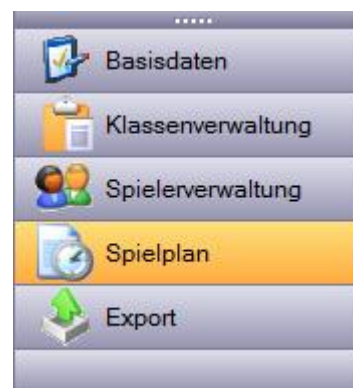 Basisdaten
Klassenverwaltung
Spielerverwaltung
Spielplan
Export